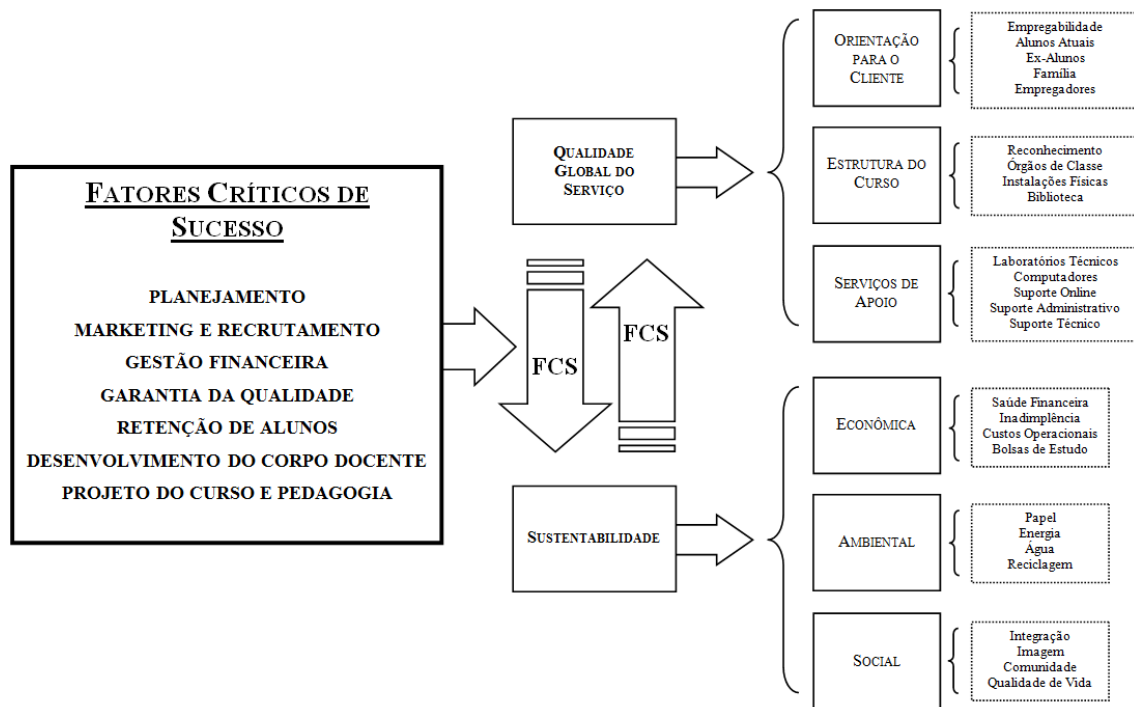 FATORES CRÍTICOS DE
SUCESSO
PLANEJAMENTO
MARKETING E RECRUTAMENTO
GESTÃO FINANCEIRA
GARANTIA DA QUALIDADE
RETENÇÃO DE ALUNOS
DESENVOLVIMENTO DO CORPO DOCENTE
PROJETO DO CURSO E PEDAGOGIA
QUALIDADE
GLOBAL DO
SERVIÇO
FCS
FCS
SUSTENTABILIDADE
ORIENTAÇÃO
PARA O
CLIENTE
Empregabilidade
Alunos Atuais
Ex-Alunos
Família
Empregadores
ESTRUTURA DO
CURSO
Reconhecimento
Órgãos de Classe
Instalações Físicas
Biblioteca
SERVIÇOS DE
APOIO
Laboratórios Técnicos
Computadores
Suporte Online
Suporte Administrativo
Suporte Técnico
ECONÔMICA
Saúde Financeira
Inadimplência
Custos Operacionais
Bolsas de Estudo
AMBIENTAL
Papel
Energia
Água
Reciclagem
SOCIAL
Integração
Imagem
Comunidade
Qualidade de Vida